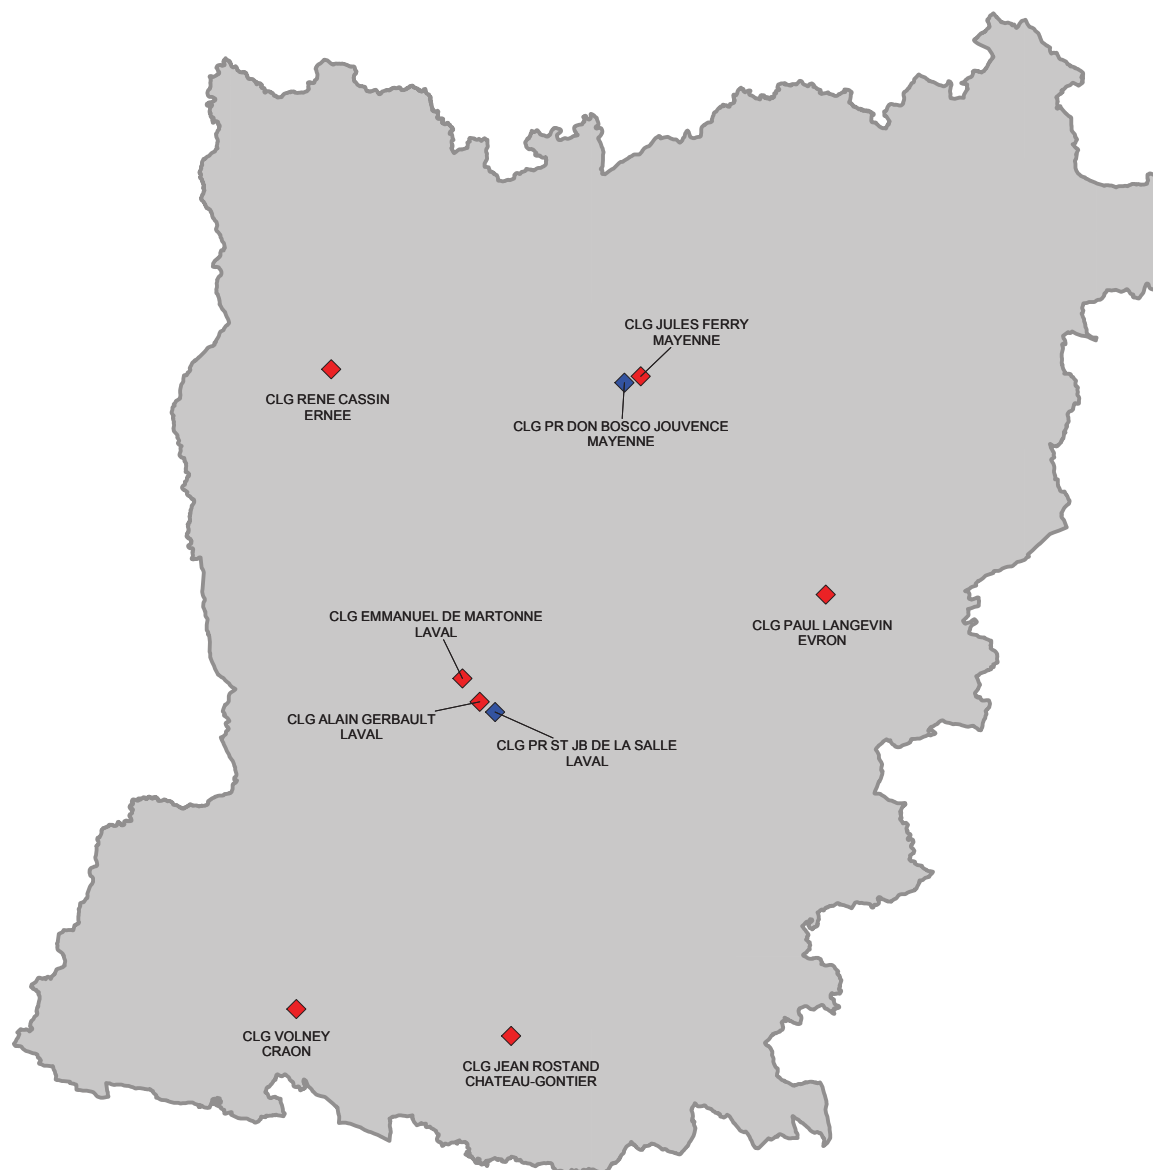 CLG JULES FERRY
MAYENNE
CLG RENE CASSIN
ERNEE
CLG PR DON BOSCO JOUVENCE
MAYENNE
CLG EMMANUEL DE MARTONNE
LAVAL
CLG PAUL LANGEVIN
EVRON
CLG ALAIN GERBAULT
LAVAL
CLG PR ST JB DE LA SALLE
LAVAL
CLG VOLNEY
CRAON
CLG JEAN ROSTAND
CHATEAU-GONTIER